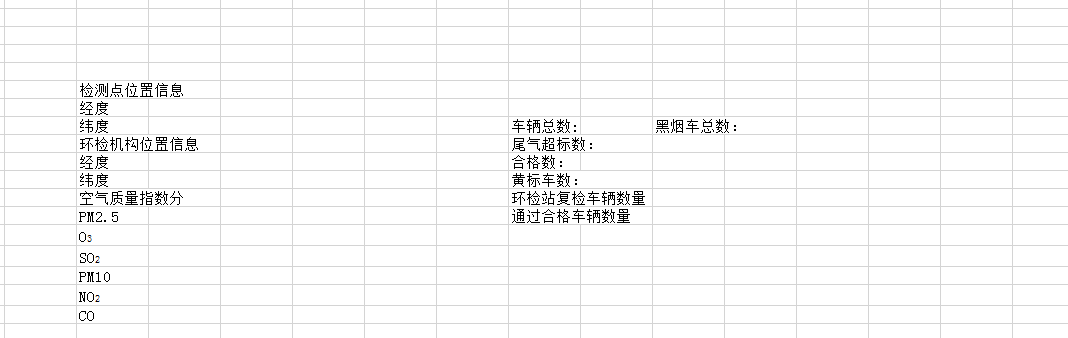 检测点位置信息
经度
纬度
车辆总数：
黑烟车总数：
环检机构位置信息
尾气超标数：
经度
合格数：
纬度
黄标车数：
空气质量指数分
环检站复检车辆数量
PM2.5
通过合格车辆数量
O₃
SO₂
PM10
NO₂
CO